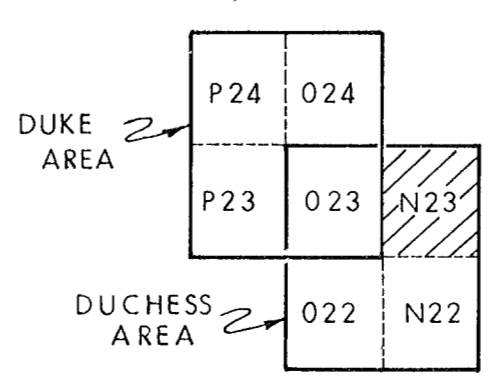 P24 024
DUKE
AREA
P23 023 N23
DUCHESS
AREA
022 N22